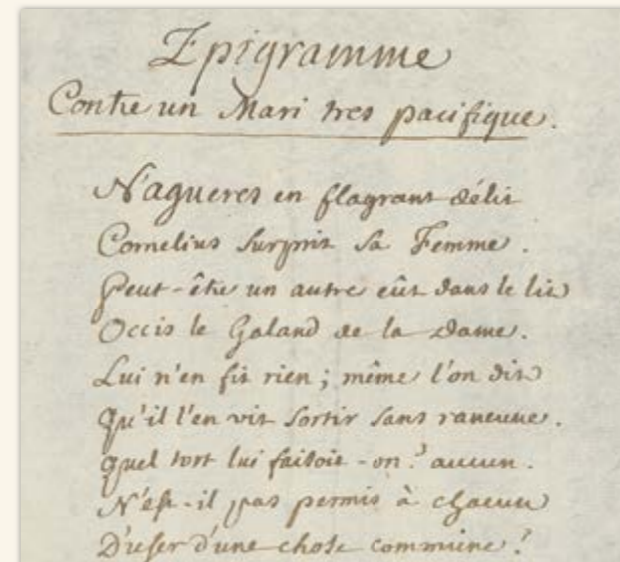 Epigramme
Contre un Mari tres pacifique.
N'agueres en flagrant délit
Cornelius surprit sa Femme.
Peut-être un autre eût dans le lit
Occis le Galand de la Dame.
Lui n'en fit rien; même l'on dit
Qu'il l'en vit sortir sans rancune.
Quel tort lui faisoit-on? aucun.
N'est-il pas permis à chacun
D'user d'une chose commune?